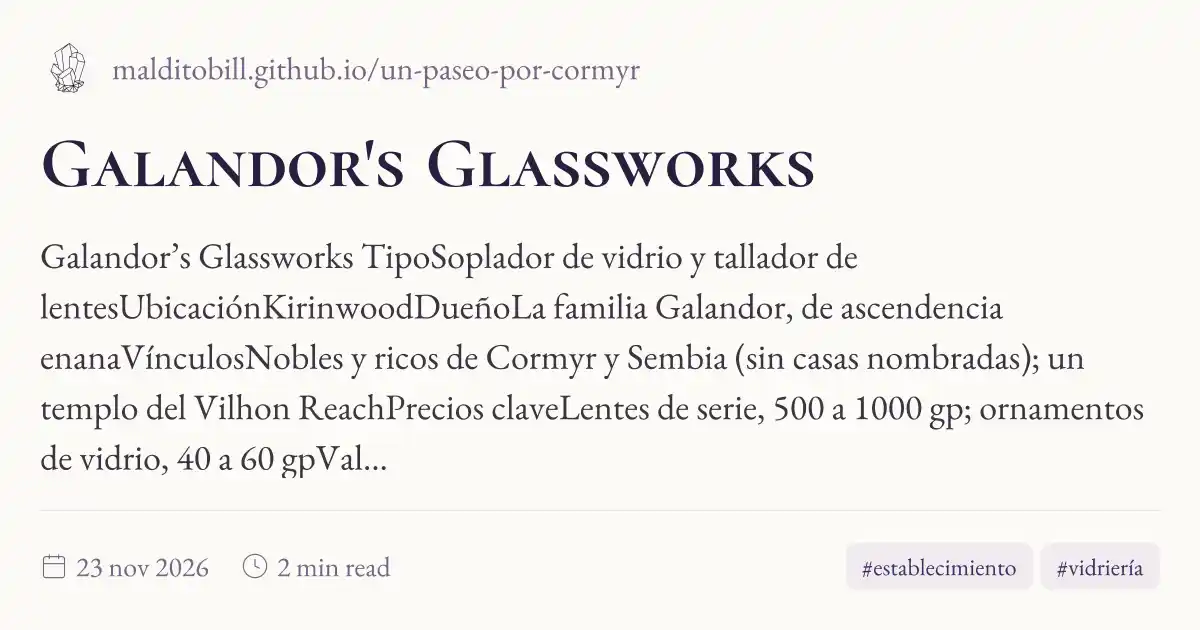 malditobill.github.io/un-paseo-por-cormyr
Galandor's Glassworks
Galandor’s Glassworks TipoSoplador de vidrio y tallador de
lentesUbicaciónKirinwoodDueñoLa familia Galandor, de ascendencia
enanaVínculosNobles y ricos de Cormyr y Sembia (sin casas nombradas); un
templo del Vilhon ReachPrecios claveLentes de serie, 500 a 1000 gp; ornamentos
de vidrio, 40 a 60 gpVal...
23 nov 2026
2 min read
#establecimiento
#vidriería